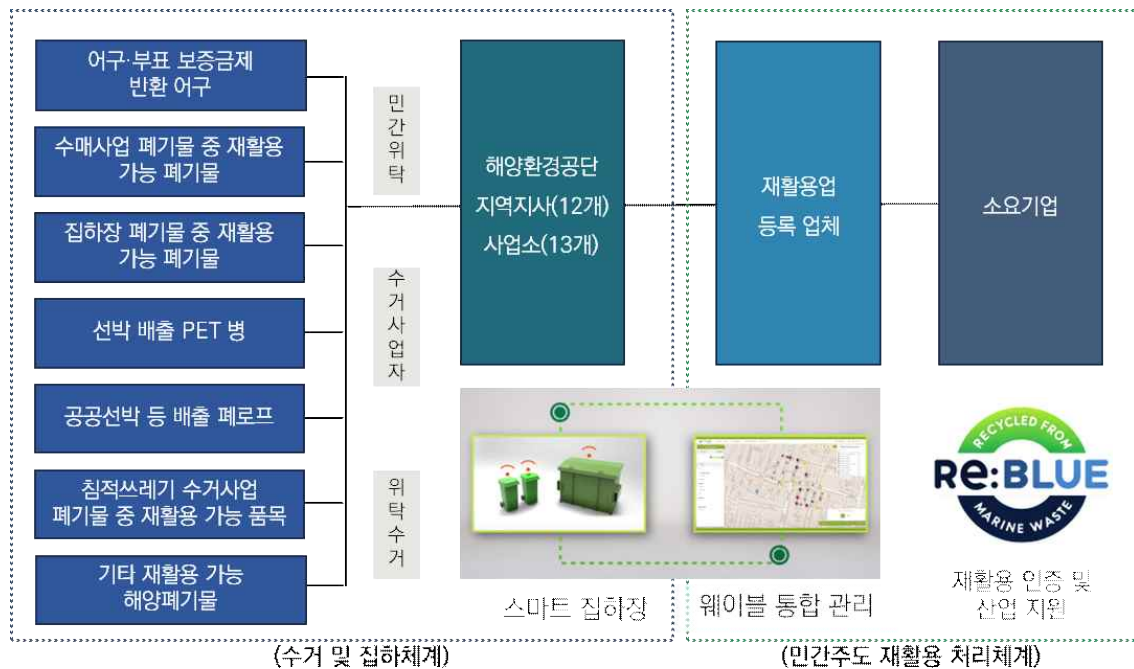 어구·부표 보증금제
반환 어구
수매사업 폐기물 중 재활용
가능 폐기물
집하장 폐기물 중 재활용
가능 폐기물
선박 배출 PET 병
공공선박 등 배출 폐로프
침적쓰레기 수거사업
폐기물 중 재활용 가능 품목
기타 재활용 가능
해양폐기물
민간위탁
수거사업자
위탁수거
해양환경공단
지역지사(12개)
사업소(13개)
재활용업
등록 업체
소요기업
스마트 집하장
웨이블 통합 관리
RECYCLED FROM
Re:BLUE
MARINE WASTE
재활용 인증 및
산업 지원
(수거 및 집하체계)
(민간주도 재활용 처리체계)